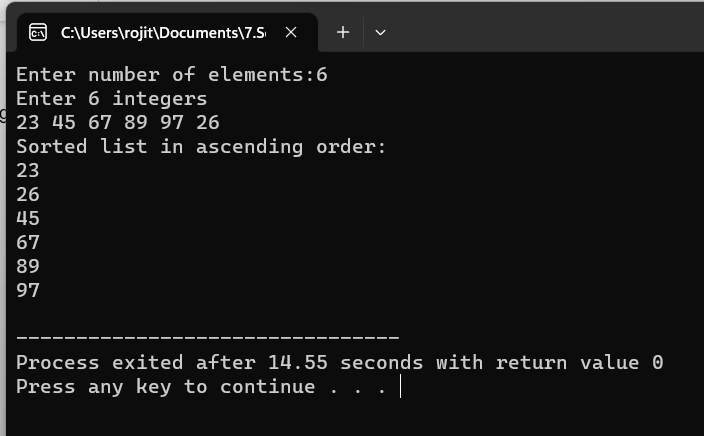 C:\Users\rojit\Documents\7.Se
Enter number of elements:6
Enter 6 integers
23 45 67 89 97 26
Sorted list in ascending order:
23
26
45
67
89
97
--------------------------------
Process exited after 14.55 seconds with return value 0
Press any key to continue . . .